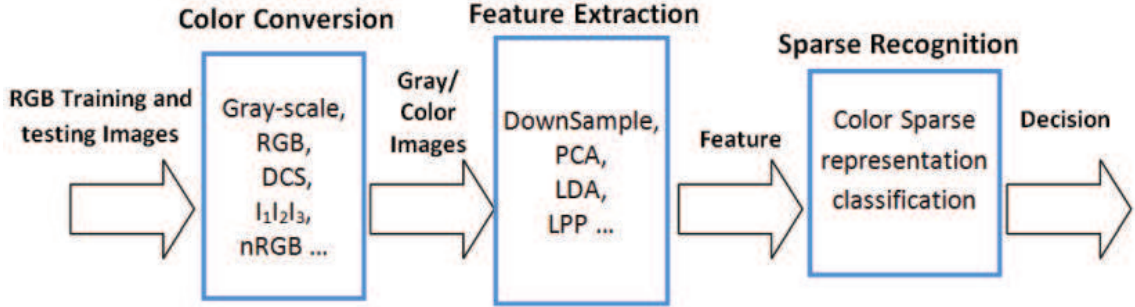 Color Conversion
Feature Extraction
Sparse Recognition
RGB Training and
testing Images
Gray-scale,
RGB,
DCS,
I₁I₂I₃,
nRGB ...
Gray/
Color
Images
DownSample,
PCA,
LDA,
LPP ...
Feature
Color Sparse
representation
classification
Decision